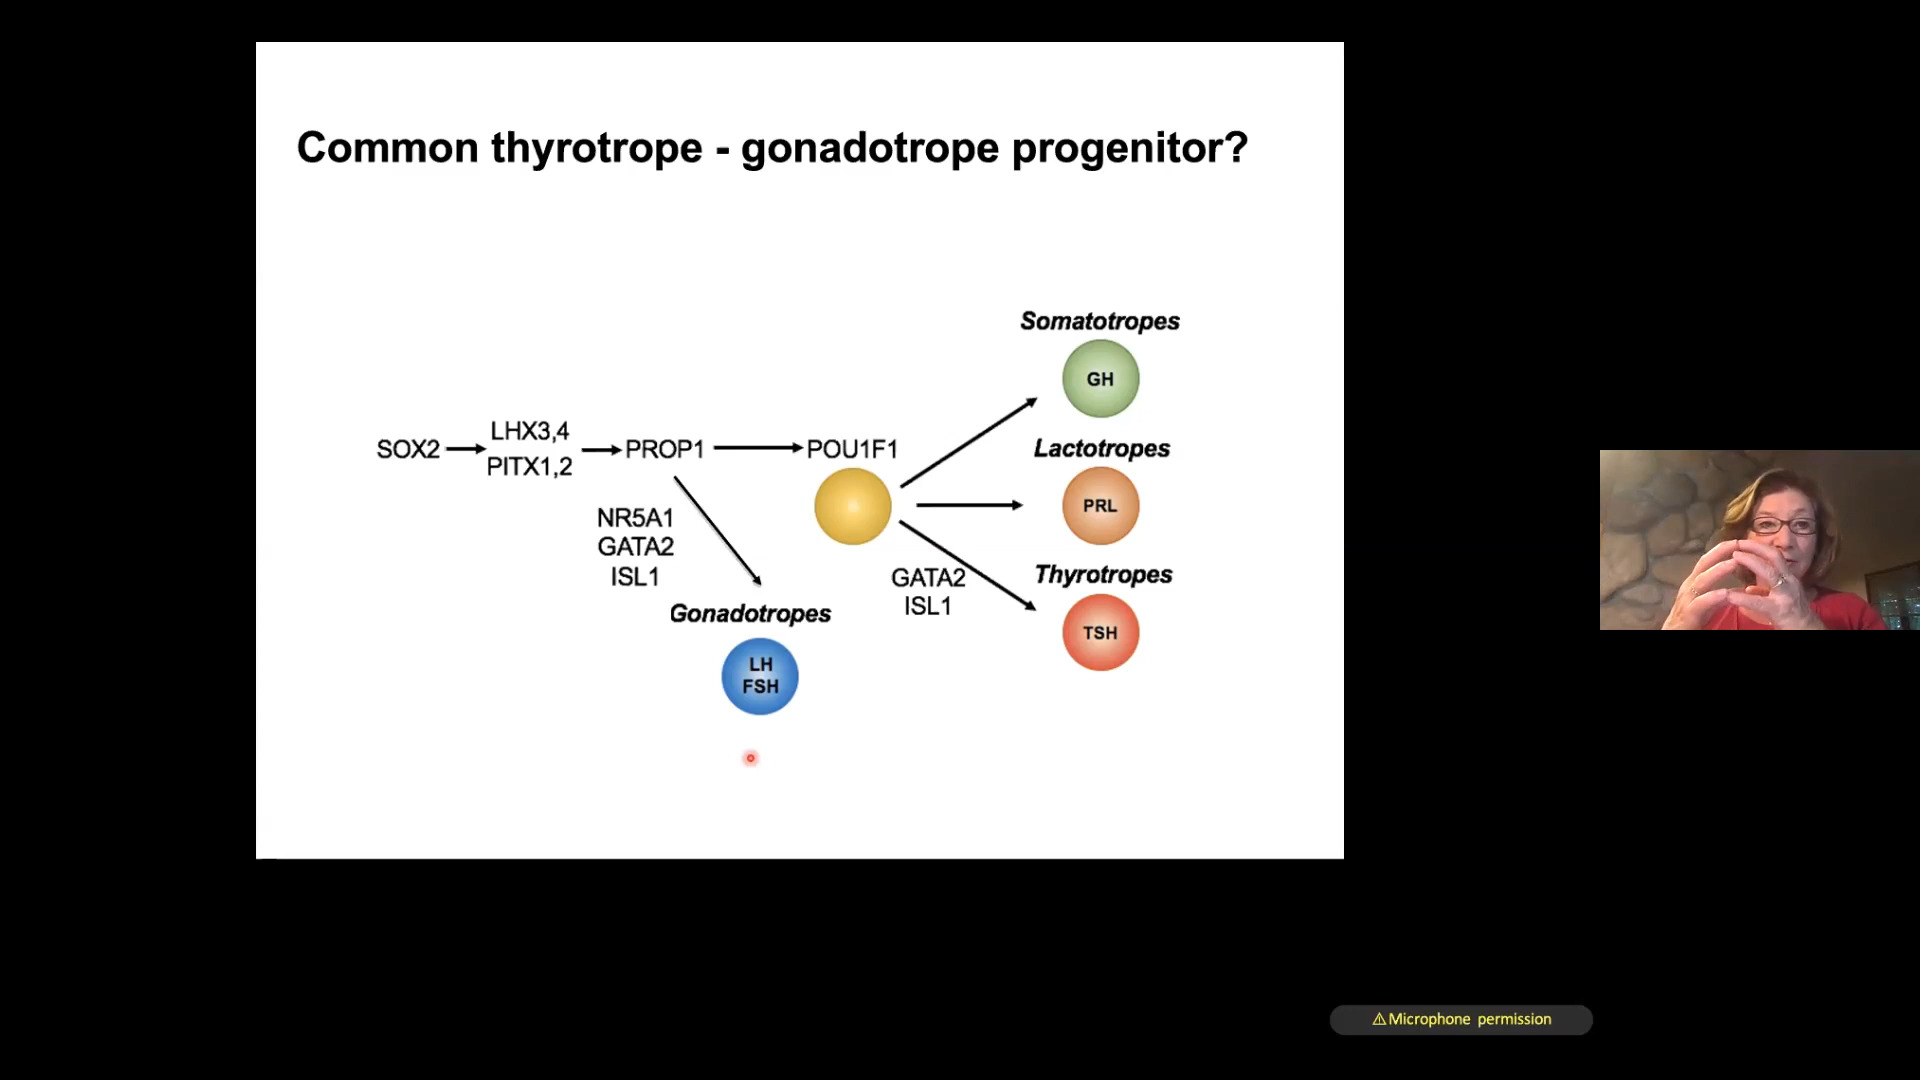 Common thyrotrope - gonadotrope progenitor?
Somatotropes
GH
LHX3,4
SOX2
PITX1,2
PROP1
POU1F1
Lactotropes
PRL
NR5A1
GATA2
ISL1
GATA2
ISL1
Thyrotropes
TSH
Gonadotropes
LH
FSH
⚠Microphone permission